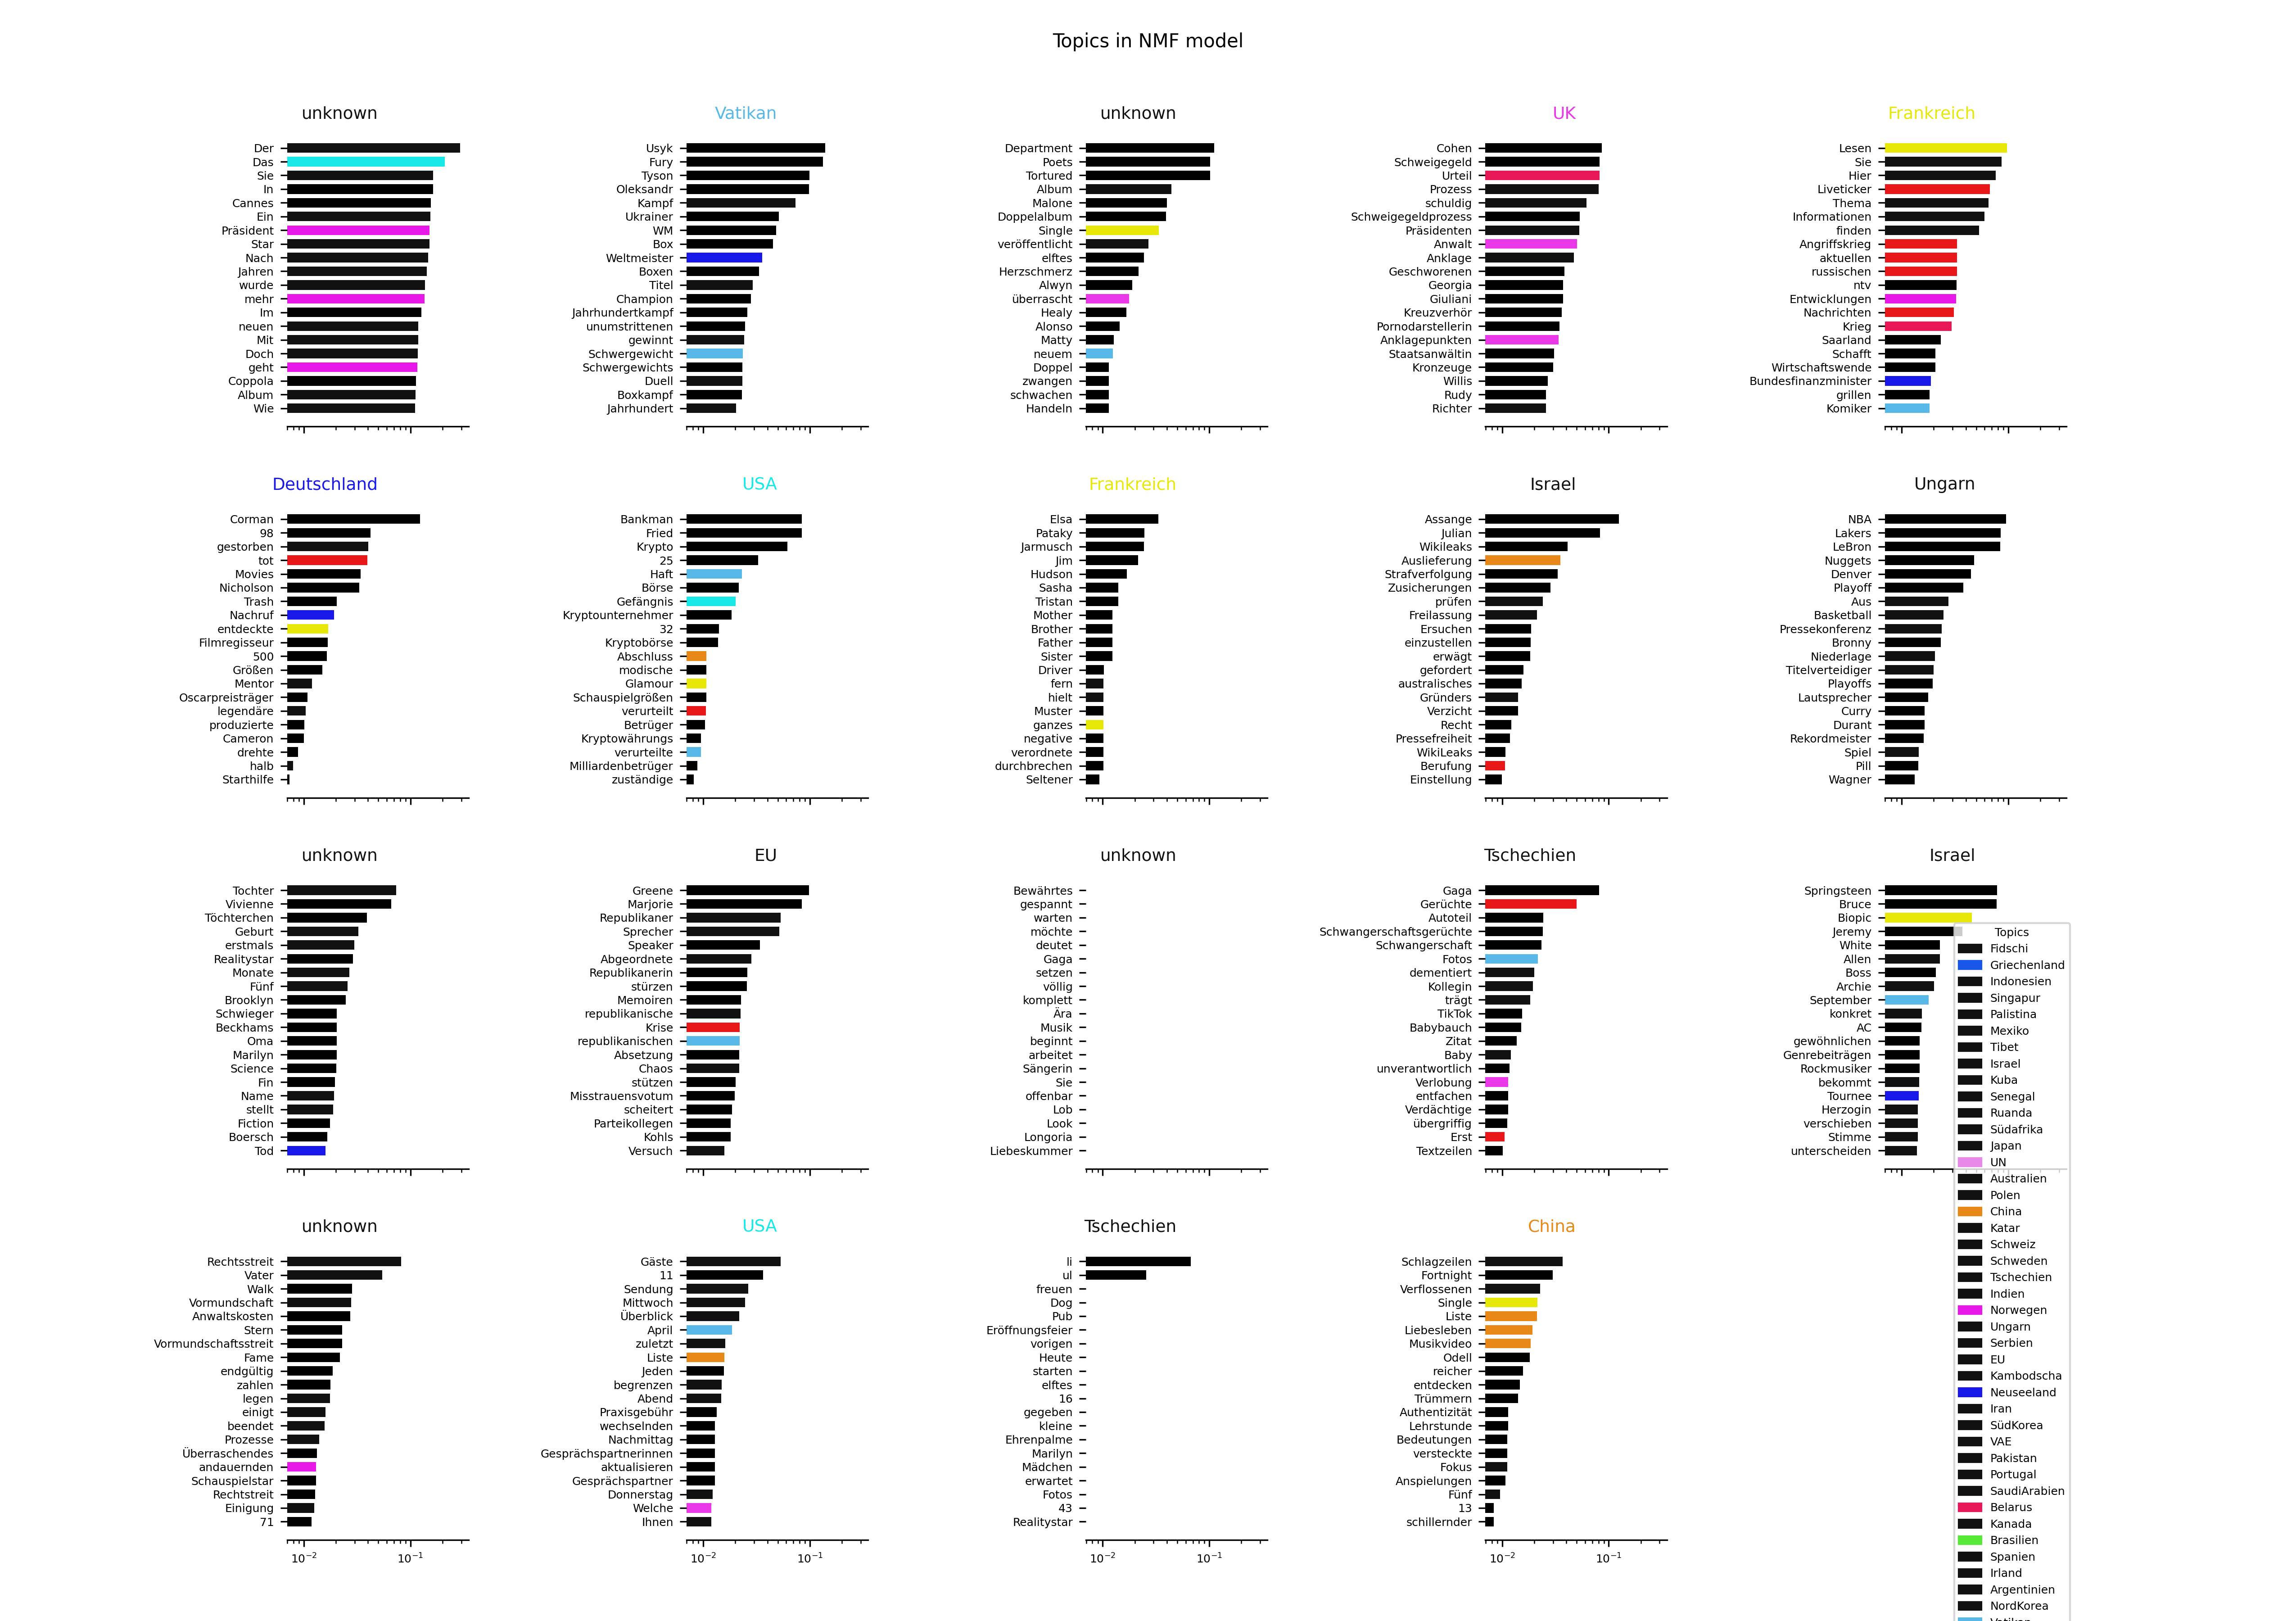 Topics in NMF model
unknown
Der
Das
Sie
In
Cannes
Ein
Präsident
Star
Nach
Jahren
wurde
mehr
Im
neuen
Mit
Doch
geht
Coppola
Album
Wie
Vatikan
Usyk
Fury
Tyson
Oleksandr
Kampf
Ukrainer
WM
Box
Weltmeister
Boxen
Titel
Champion
Jahrhundertkampf
unumstrittenen
gewinnt
Schwergewicht
Schwergewichts
Duell
Boxkampf
Jahrhundert
unknown
Department
Poets
Tortured
Album
Malone
Doppelalbum
Single
veröffentlicht
elftes
Herzschmerz
Alwyn
überrascht
Healy
Alonso
Matty
neuem
Doppel
zwangen
schwachen
Handeln
UK
Cohen
Schweigegeld
Urteil
Prozess
schuldig
Schweigegeldprozess
Präsidenten
Anwalt
Anklage
Geschworenen
Georgia
Giuliani
Kreuzverhör
Pornodarstellerin
Anklagepunkten
Staatsanwältin
Kronzeuge
Willis
Rudy
Richter
Frankreich
Lesen
Sie
Hier
Liveticker
Thema
Informationen
finden
Angriffskrieg
aktuellen
russischen
ntv
Entwicklungen
Nachrichten
Krieg
Saarland
Schafft
Wirtschaftswende
Bundesfinanzminister
grillen
Komiker
Deutschland
Corman
98
gestorben
tot
Movies
Nicholson
Trash
Nachruf
entdeckte
Filmregisseur
500
Größen
Mentor
Oscarpreisträger
legendäre
produzierte
Cameron
drehte
halb
Starthilfe
USA
Bankman
Fried
Krypto
25
Haft
Börse
Gefängnis
Kryptounternehmer
32
Kryptobörse
Abschluss
modische
Glamour
Schauspielgrößen
verurteilt
Betrüger
Kryptowährungs
verurteilte
Milliardenbetrüger
zuständige
Frankreich
Elsa
Pataky
Jarmusch
Jim
Hudson
Sasha
Tristan
Mother
Brother
Father
Sister
Driver
fern
hielt
Muster
ganzes
negative
verordnete
durchbrechen
Seltener
Israel
Assange
Julian
Wikileaks
Auslieferung
Strafverfolgung
Zusicherungen
prüfen
Freilassung
Ersuchen
einzustellen
erwägt
gefordert
australisches
Gründers
Verzicht
Recht
Pressefreiheit
WikiLeaks
Berufung
Einstellung
Ungarn
NBA
Lakers
LeBron
Nuggets
Denver
Playoff
Aus
Basketball
Pressekonferenz
Bronny
Niederlage
Titelverteidiger
Playoffs
Lautsprecher
Curry
Durant
Rekordmeister
Spiel
Pill
Wagner
unknown
Tochter
Vivienne
Töchterchen
Geburt
erstmals
Realitystar
Monate
Fünf
Brooklyn
Schwieger
Beckhams
Oma
Marilyn
Science
Fin
Name
stellt
Fiction
Boersch
Tod
EU
Greene
Marjorie
Republikaner
Sprecher
Speaker
Abgeordnete
Republikanerin
stürzen
Memoiren
republikanische
Krise
republikanischen
Absetzung
Chaos
stützen
Misstrauensvotum
scheitert
Parteikollegen
Kohls
Versuch
unknown
Bewährtes
gespannt
warten
möchte
deutet
Gaga
setzen
völlig
komplett
Ära
Musik
beginnt
arbeitet
Sängerin
Sie
offenbar
Lob
Look
Longoria
Liebeskummer
Tschechien
Gaga
Gerüchte
Autoteil
Schwangerschaftsgerüchte
Schwangerschaft
Fotos
dementiert
Kollegin
trägt
TikTok
Babybauch
Zitat
Baby
unverantwortlich
Verlobung
entfachen
Verdächtige
übergriffig
Erst
Textzeilen
Israel
Springsteen
Bruce
Biopic
Jeremy
White
Allen
Boss
Archie
September
konkret
AC
gewöhnlichen
Genrebeiträgen
Rockmusiker
bekommt
Tournee
Herzogin
verschieben
Stimme
unterscheiden
unknown
Rechtsstreit
Vater
Walk
Vormundschaft
Anwaltskosten
Stern
Vormundschaftsstreit
Fame
endgültig
zahlen
legen
einigt
beendet
Prozesse
Überraschendes
andauernden
Schauspielstar
Rechtstreit
Einigung
71
10⁻² 10⁻¹
USA
Gäste
11
Sendung
Mittwoch
Überblick
April
zuletzt
Liste
Jeden
begrenzen
Abend
Praxisgebühr
wechselnden
Nachmittag
Gesprächspartnerinnen
aktualisieren
Gesprächspartner
Donnerstag
Welche
Ihnen
10⁻² 10⁻¹
Tschechien
li
ul
freuen
Dog
Pub
Eröffnungsfeier
vorigen
Heute
starten
elftes
16
gegeben
kleine
Ehrenpalme
Marilyn
Mädchen
erwartet
Fotos
43
Realitystar
10⁻² 10⁻¹
China
Schlagzeilen
Fortnight
Verflossenen
Single
Liste
Liebesleben
Musikvideo
Odell
reicher
entdecken
Trümmern
Authentizität
Lehrstunde
Bedeutungen
versteckte
Fokus
Anspielungen
Fünf
13
schillernder
10⁻² 10⁻¹
Topics
Fidschi
Griechenland
Indonesien
Singapur
Palistina
Mexiko
Tibet
Israel
Kuba
Senegal
Ruanda
Südafrika
Japan
UN
Australien
Polen
China
Katar
Schweiz
Schweden
Tschechien
Indien
Norwegen
Ungarn
Serbien
EU
Kambodscha
Neuseeland
Iran
SüdKorea
VAE
Pakistan
Portugal
SaudiArabien
Belarus
Kanada
Brasilien
Spanien
Irland
Argentinien
NordKorea